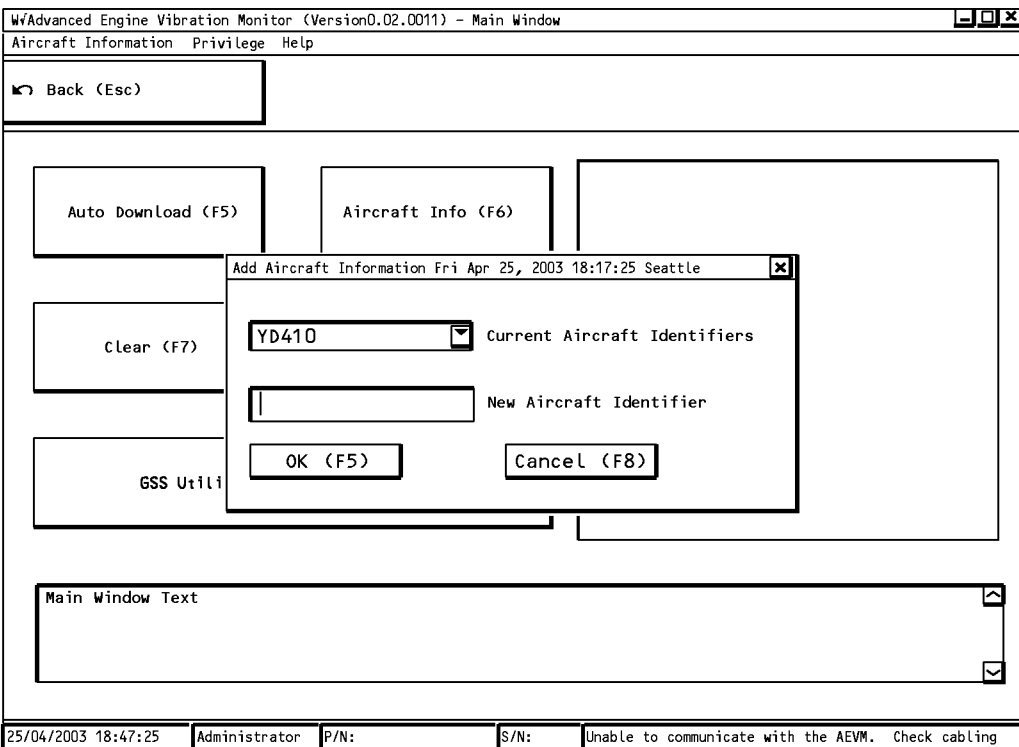 Advanced Engine Vibration Monitor (Version0.02.0011) - Main Window
Aircraft Information Privilege Help
Back (Esc)
Auto Download (F5)
Aircraft Info (F6)
Add Aircraft Information Fri Apr 25, 2003 18:17:25 Seattle
YD410
Current Aircraft Identifiers
Clear (F7)
New Aircraft Identifier
OK (F5)
Cancel (F8)
GSS Utili
Main Window Text
25/04/2003 18:47:25 Administrator P/N: S/N: Unable to communicate with the AEVM. Check cabling